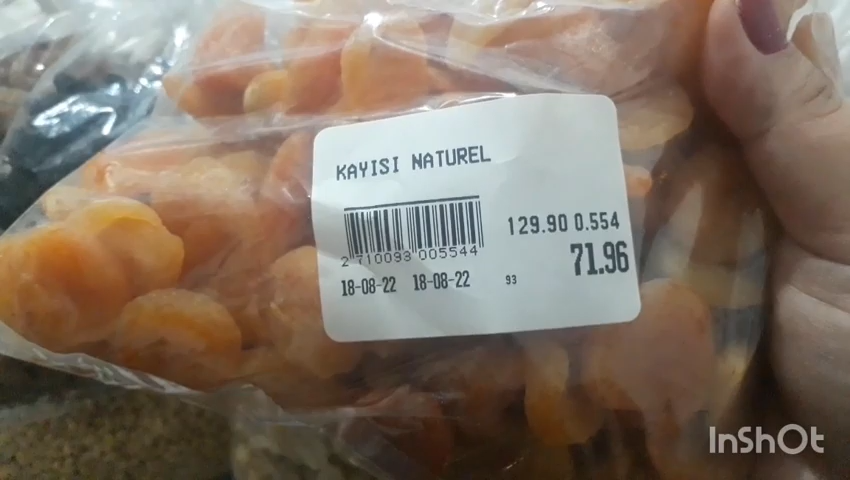 KAYISI NATUREL
129.90 0.554
2 710093 005544
71.96
18-08-22 18-08-22 93
InShOt